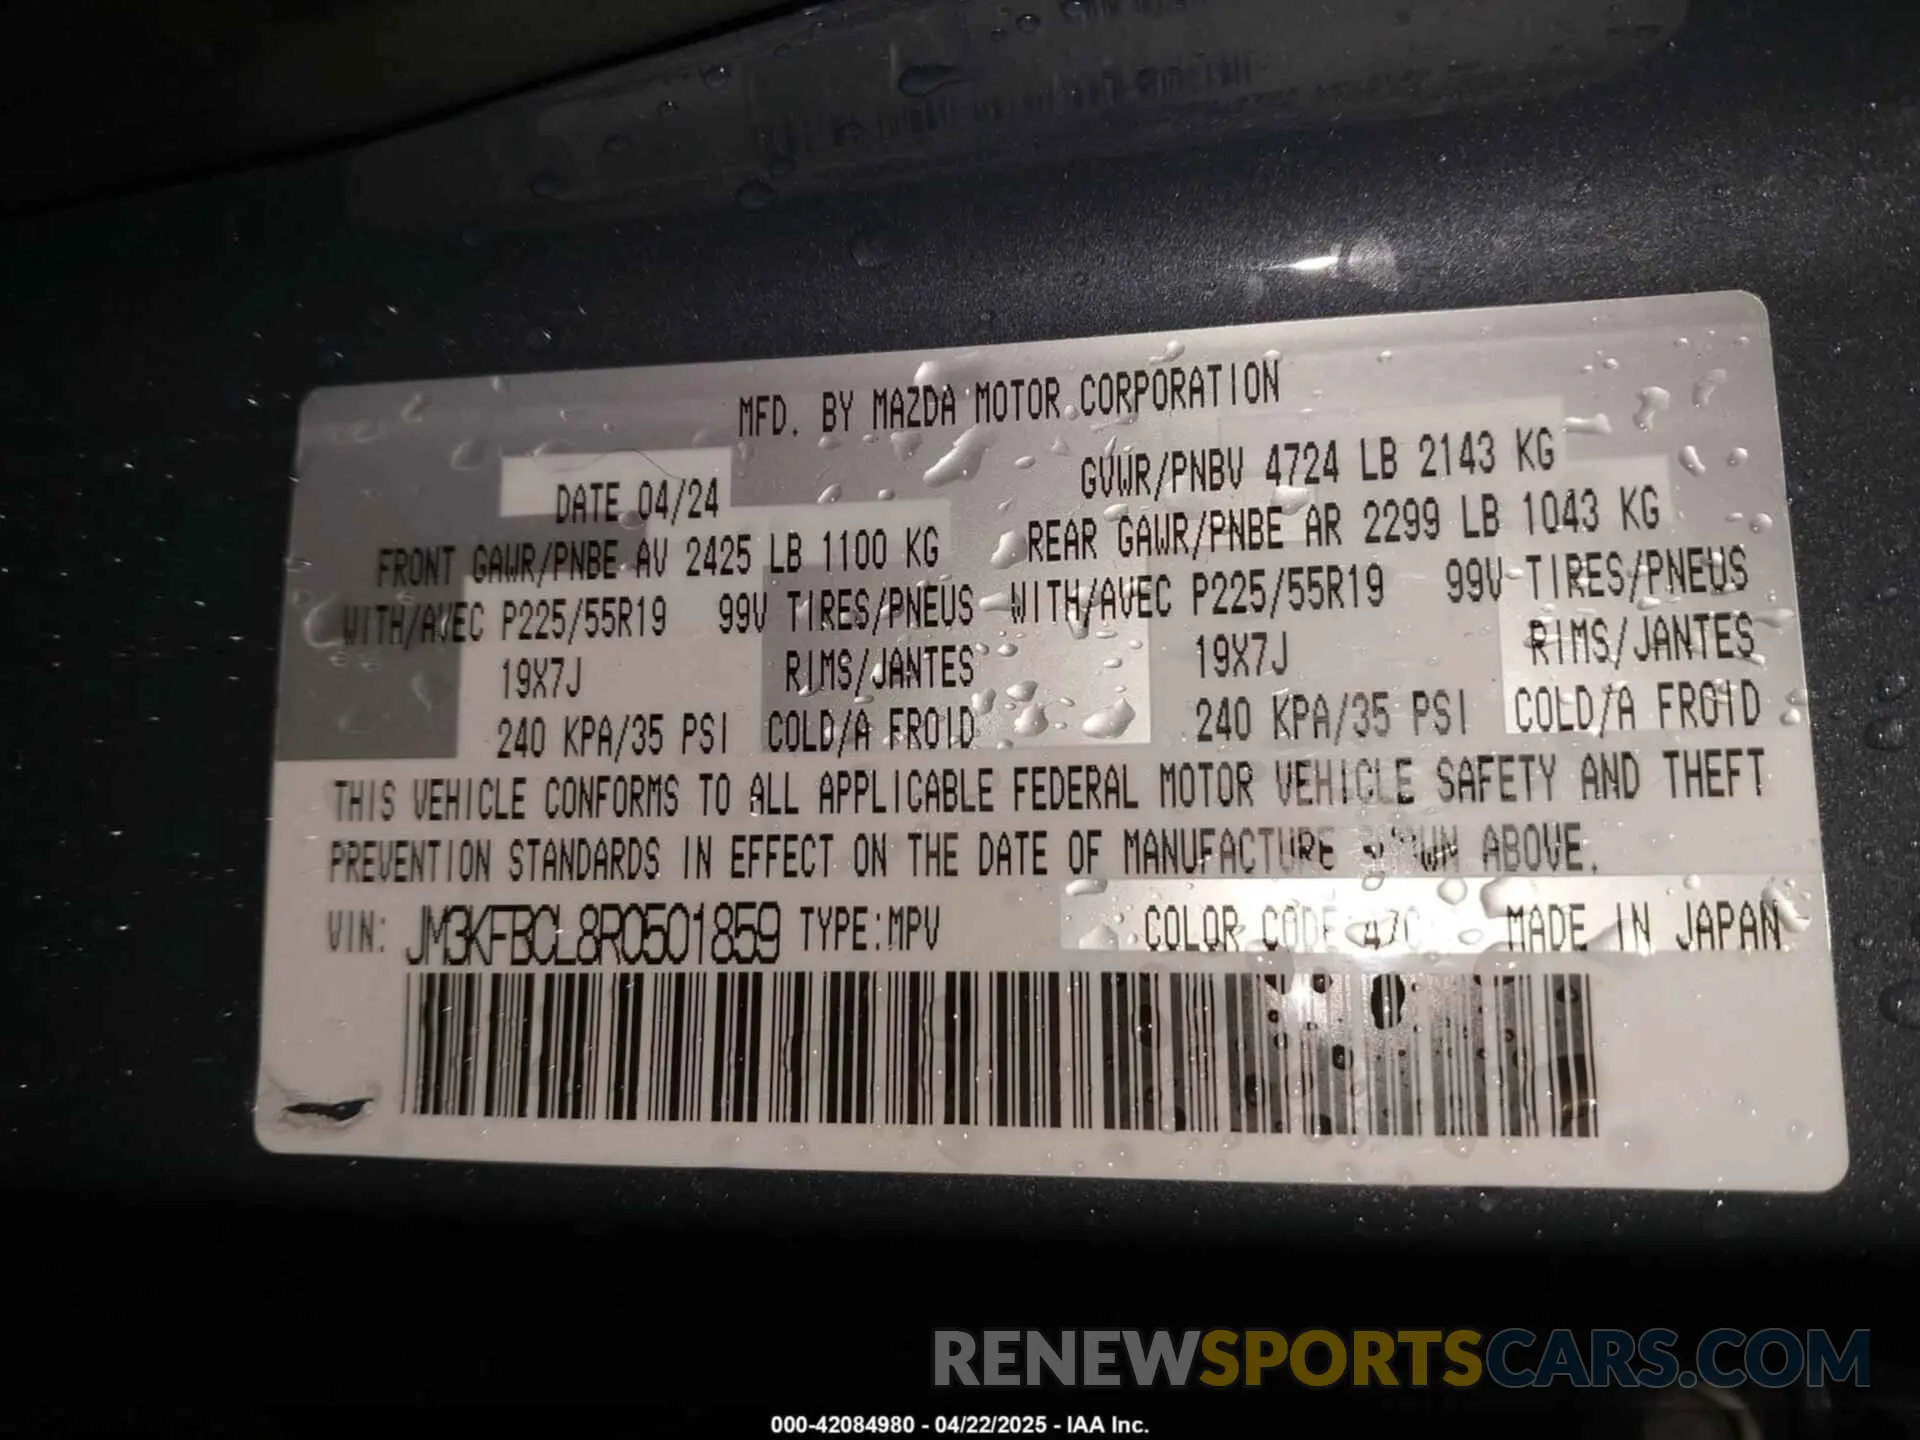 MFD. BY MAZDA MOTOR CORPORATION
DATE 04/24 GVWR/PNBV 4724 LB 2143 KG
FRONT GAWR/PNBE AV 2425 LB 1100 KG REAR GAWR/PNBE AR 2299 LB 1043 KG
WITH/AVEC P225/55R19 99V TIRES/PNEUS WITH/AVEC P225/55R19 99V TIRES/PNEUS
19X7J RIMS/JANTES 19X7J RIMS/JANTES
240 KPA/35 PSI COLD/A FROID 240 KPA/35 PSI COLD/A FROID
THIS VEHICLE CONFORMS TO ALL APPLICABLE FEDERAL MOTOR VEHICLE SAFETY AND THEFT
PREVENTION STANDARDS IN EFFECT ON THE DATE OF MANUFACTURE SHOWN ABOVE.
VIN: JM3KFBCL8R0501859 TYPE:MPV COLOR CODE 47C MADE IN JAPAN
RENEWSPORTSCARS.COM
000-42084980 - 04/22/2025 - IAA Inc.